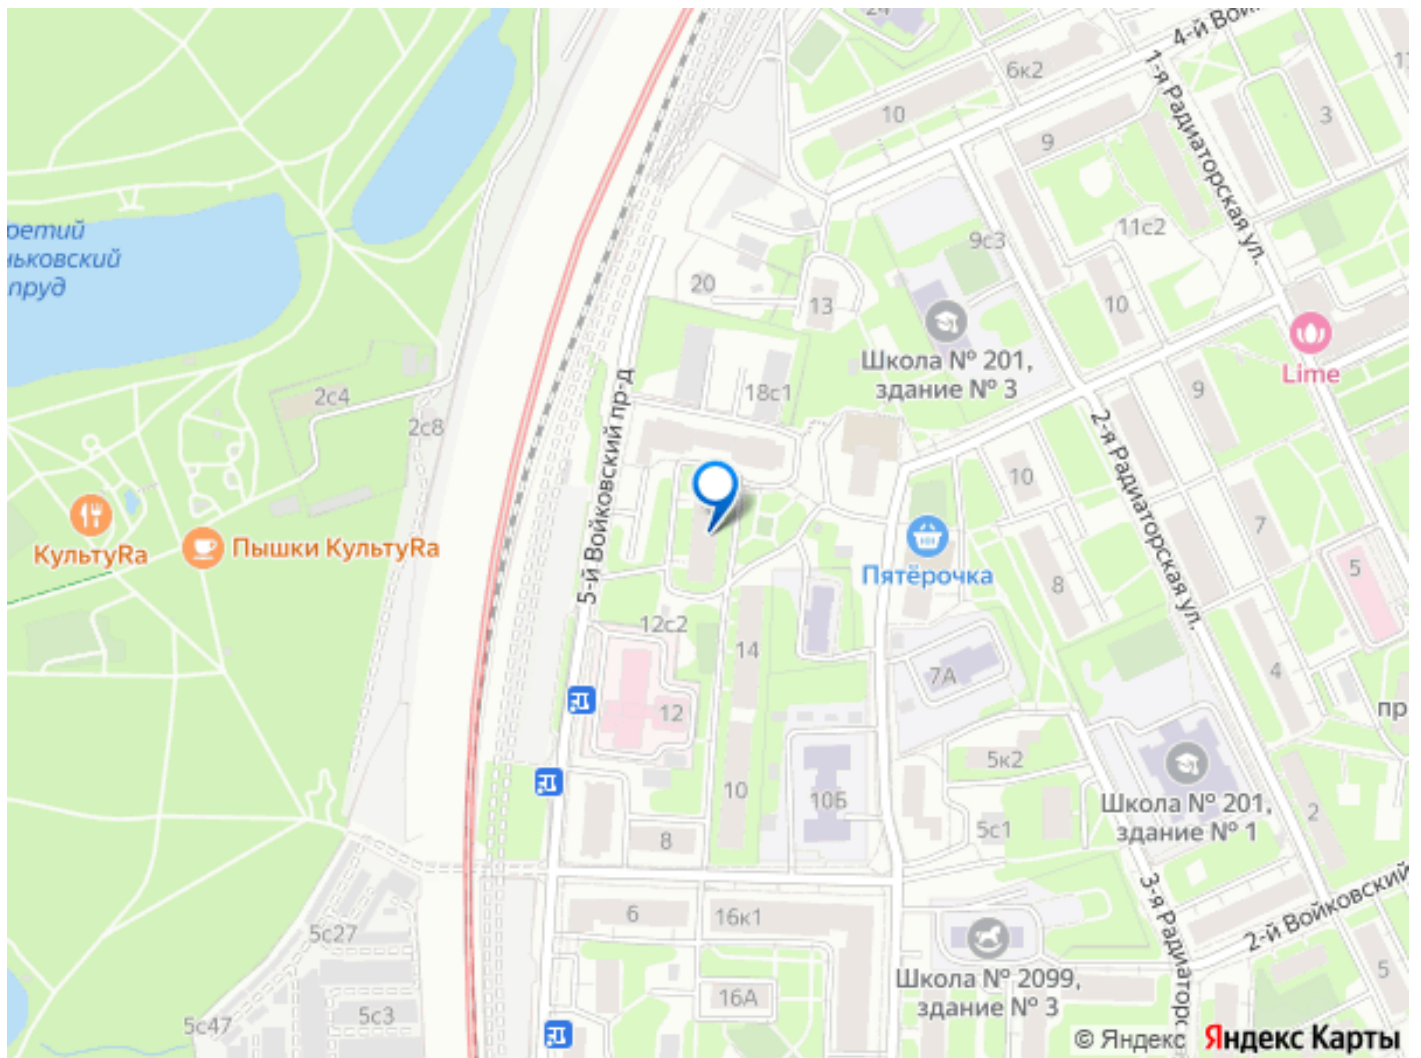 24
4-й Вой
6к2
10
1-я Радиаторская ул.
3
9
11с2
9с3
ретий
ньковский
пруд
20
13
10
Школа № 201,
здание № 3
Lime
18с1
9
2с4
2с8
5-й Войковский пр-д
2-я Радиаторская ул.
10
7
КультуRa
Пышки КультуRa
Пятёрочка
8
5
12с2
14
7А
4
12
пр
5к2
10
10Б
Школа № 201,
здание № 1
2
8
5с1
3-я Радиаторс
2-й Войковский
6
16к1
5с27
Школа № 2099,
здание № 3
5
16А
5с3
5с47
© Яндекс
Яндекс Карты